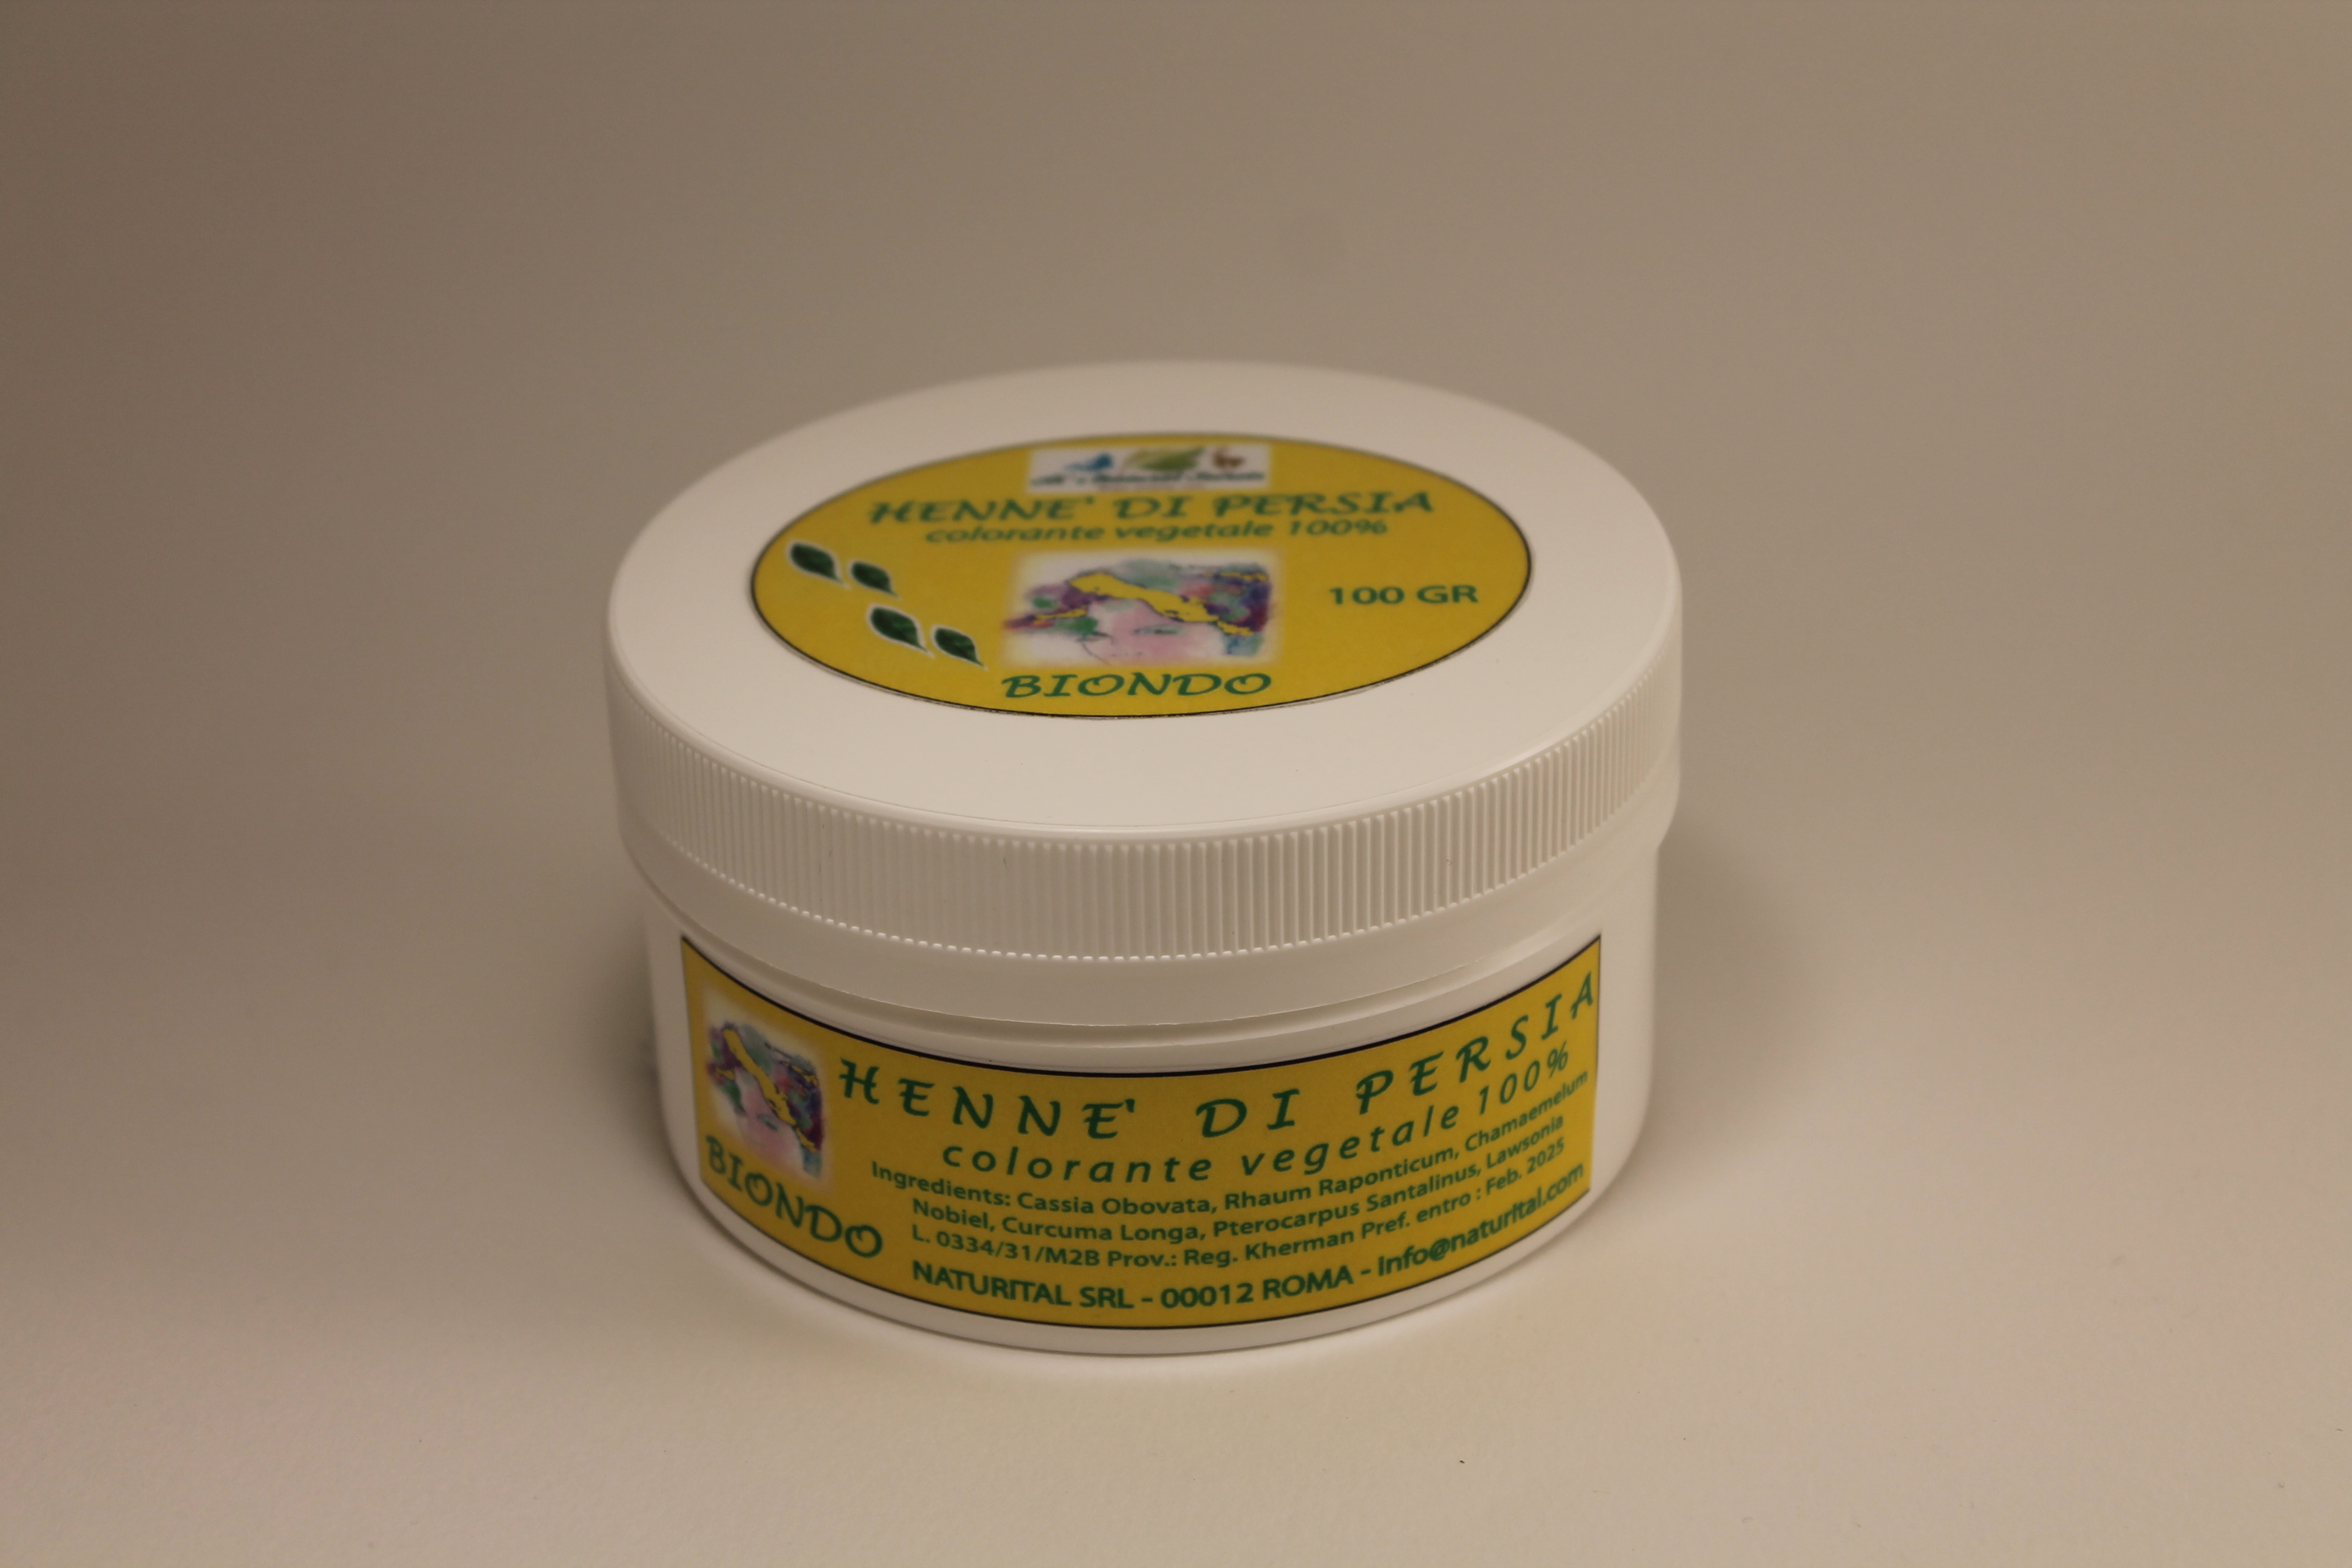 HENNE' DI PERSIA
colorante vegetale 100%
100 GR
BIONDO
HENNE' DI PERSIA
colorante vegetale 100%
Ingredients: Cassia Obovata, Rhaum Raponticum, Chamaemelum
Nobiel, Curcuma Longa, Pterocarpus Santalinus, Lawsonia
L. 0334/31/M2B Prov.: Reg. Kherman Pref. entro : Feb. 2025
NATURITAL SRL - 00012 ROMA - Info@naturital.com
BIONDO